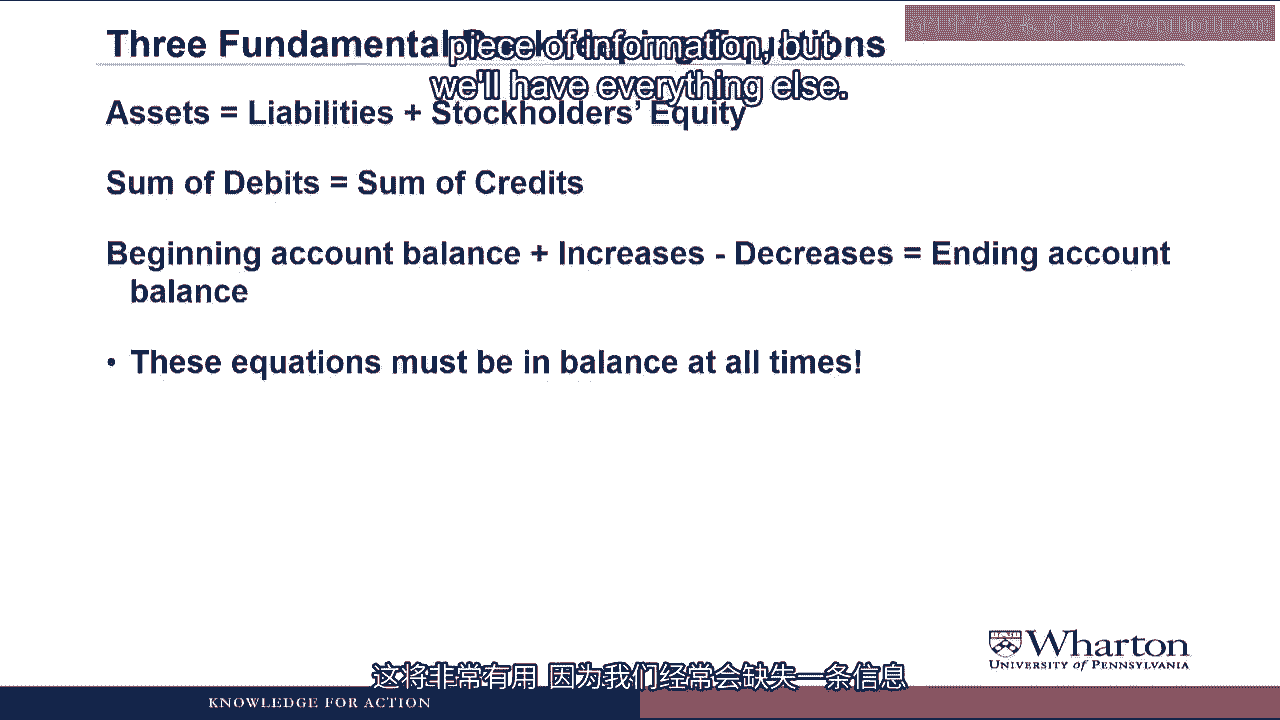 Three Fundamental
piece of information, but
we'll have everything else.
Assets = Liabilities + Stockholders' Equity
Sum of Debits = Sum of Credits
Beginning account balance + Increases - Decreases = Ending account
balance
• These equations must be in balance at all times!
Wharton
UNIVERSITY of PENNSYLVANIA
这将非常有用 因为我们经常会缺失一条信息
KNOWLEDGE FOR ACTION